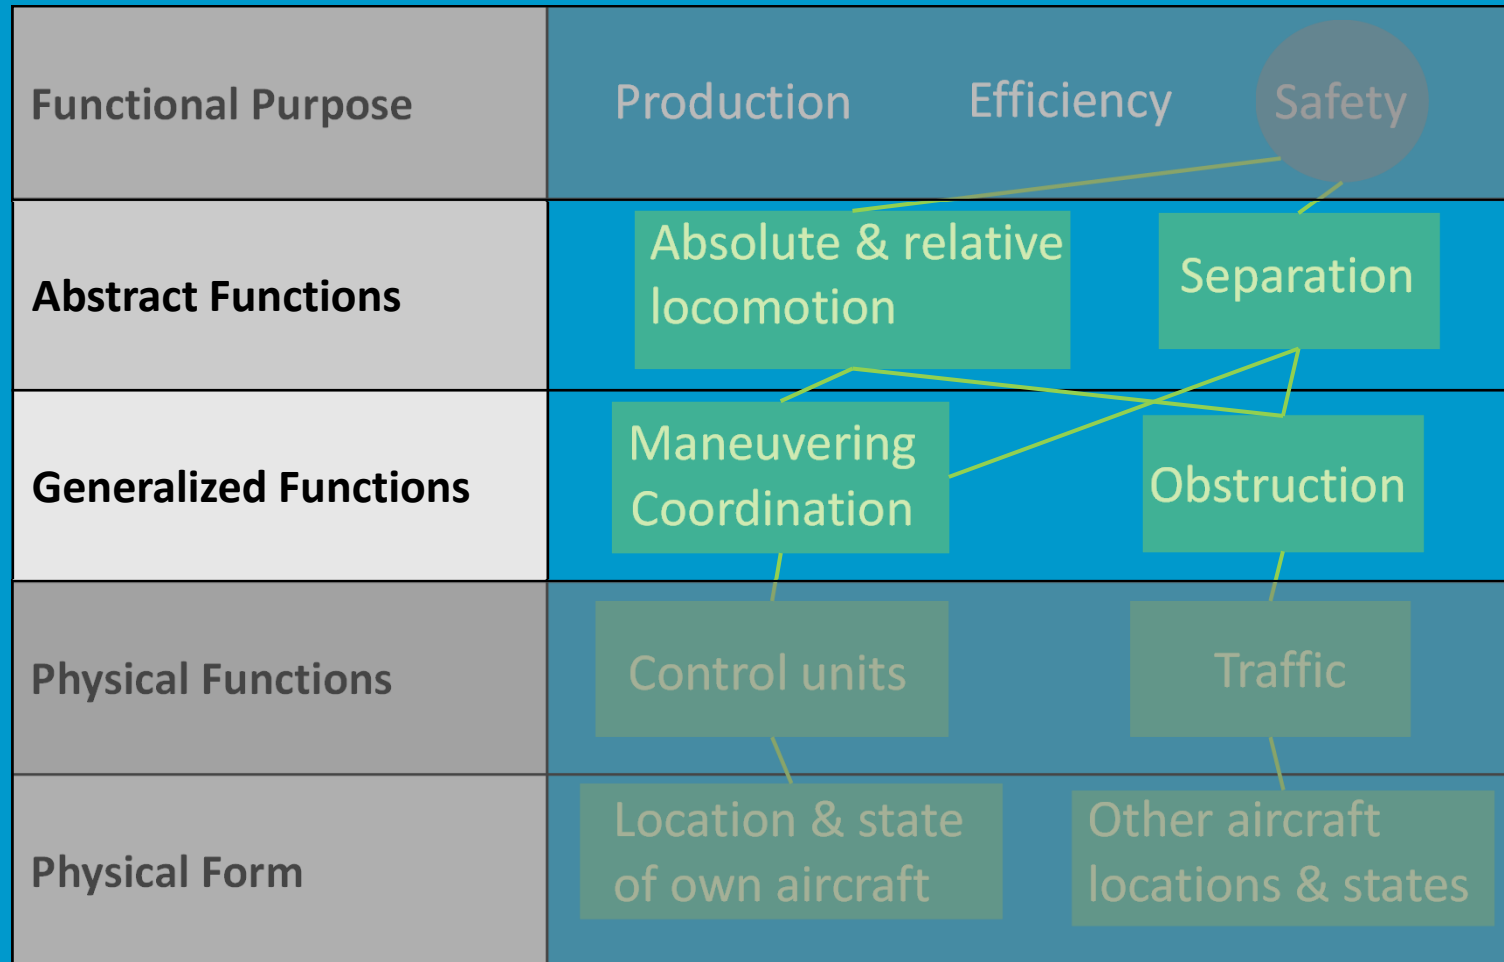 Functional Purpose
Production
Efficiency
Safety
Abstract Functions
Absolute & relative
locomotion
Separation
Generalized Functions
Maneuvering
Coordination
Obstruction
Physical Functions
Control units
Traffic
Physical Form
Location & state
of own aircraft
Other aircraft
locations & states